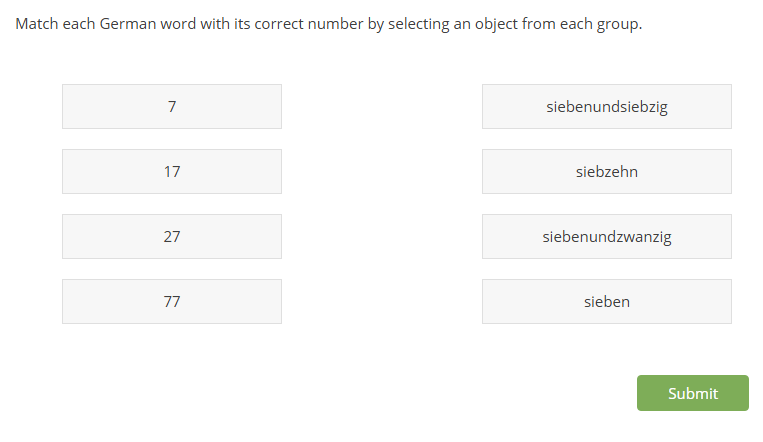 Match each German word with its correct number by selecting an object from each group.
7
siebenundsiebzig
17
siebzehn
27
siebenundzwanzig
77
sieben
Submit